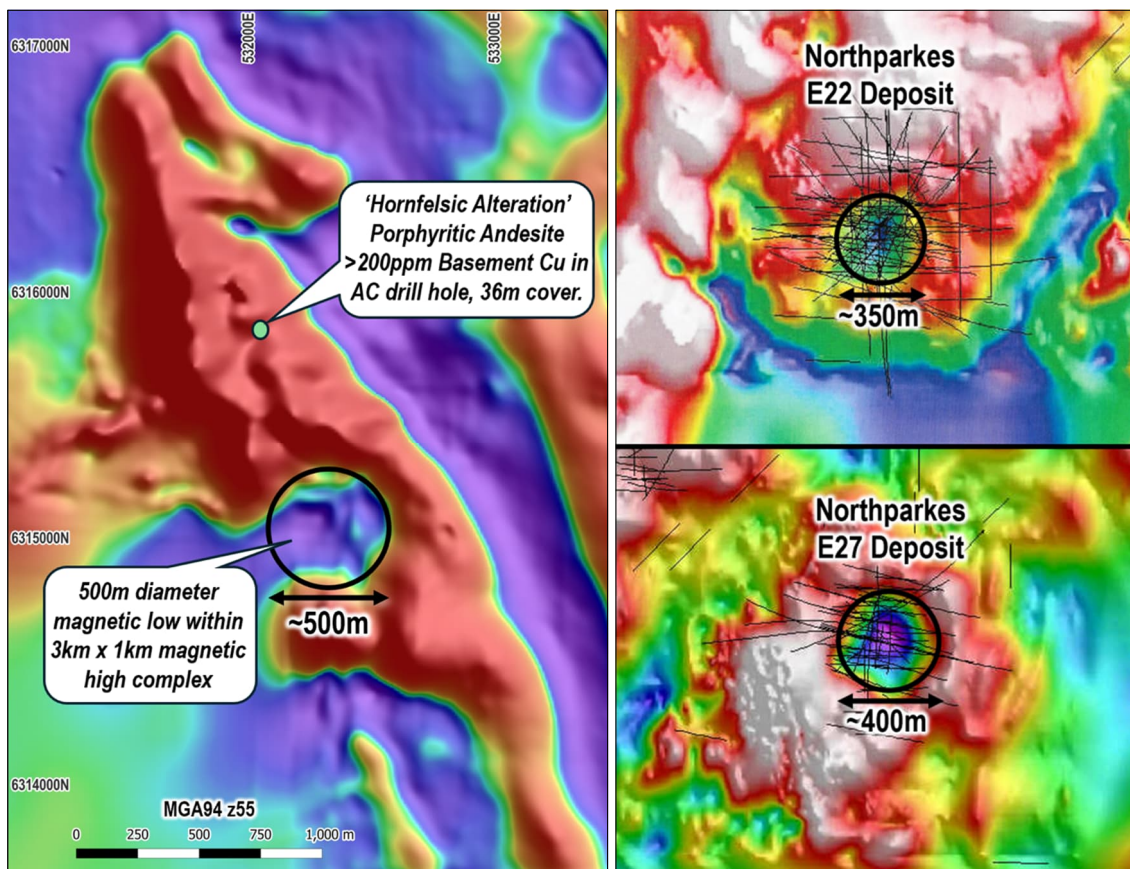 6317000N
532000E
533000E
‘Hornfelsic Alteration’
Porphyritic Andesite
>200ppm Basement Cu in
AC drill hole, 36m cover.
6316000N
6315000N
500m diameter
magnetic low within
3km x 1km magnetic
high complex
~500m
6314000N
MGA94 z55
0 250 500 750 1,000 m
Northparkes
E22 Deposit
~350m
Northparkes
E27 Deposit
~400m